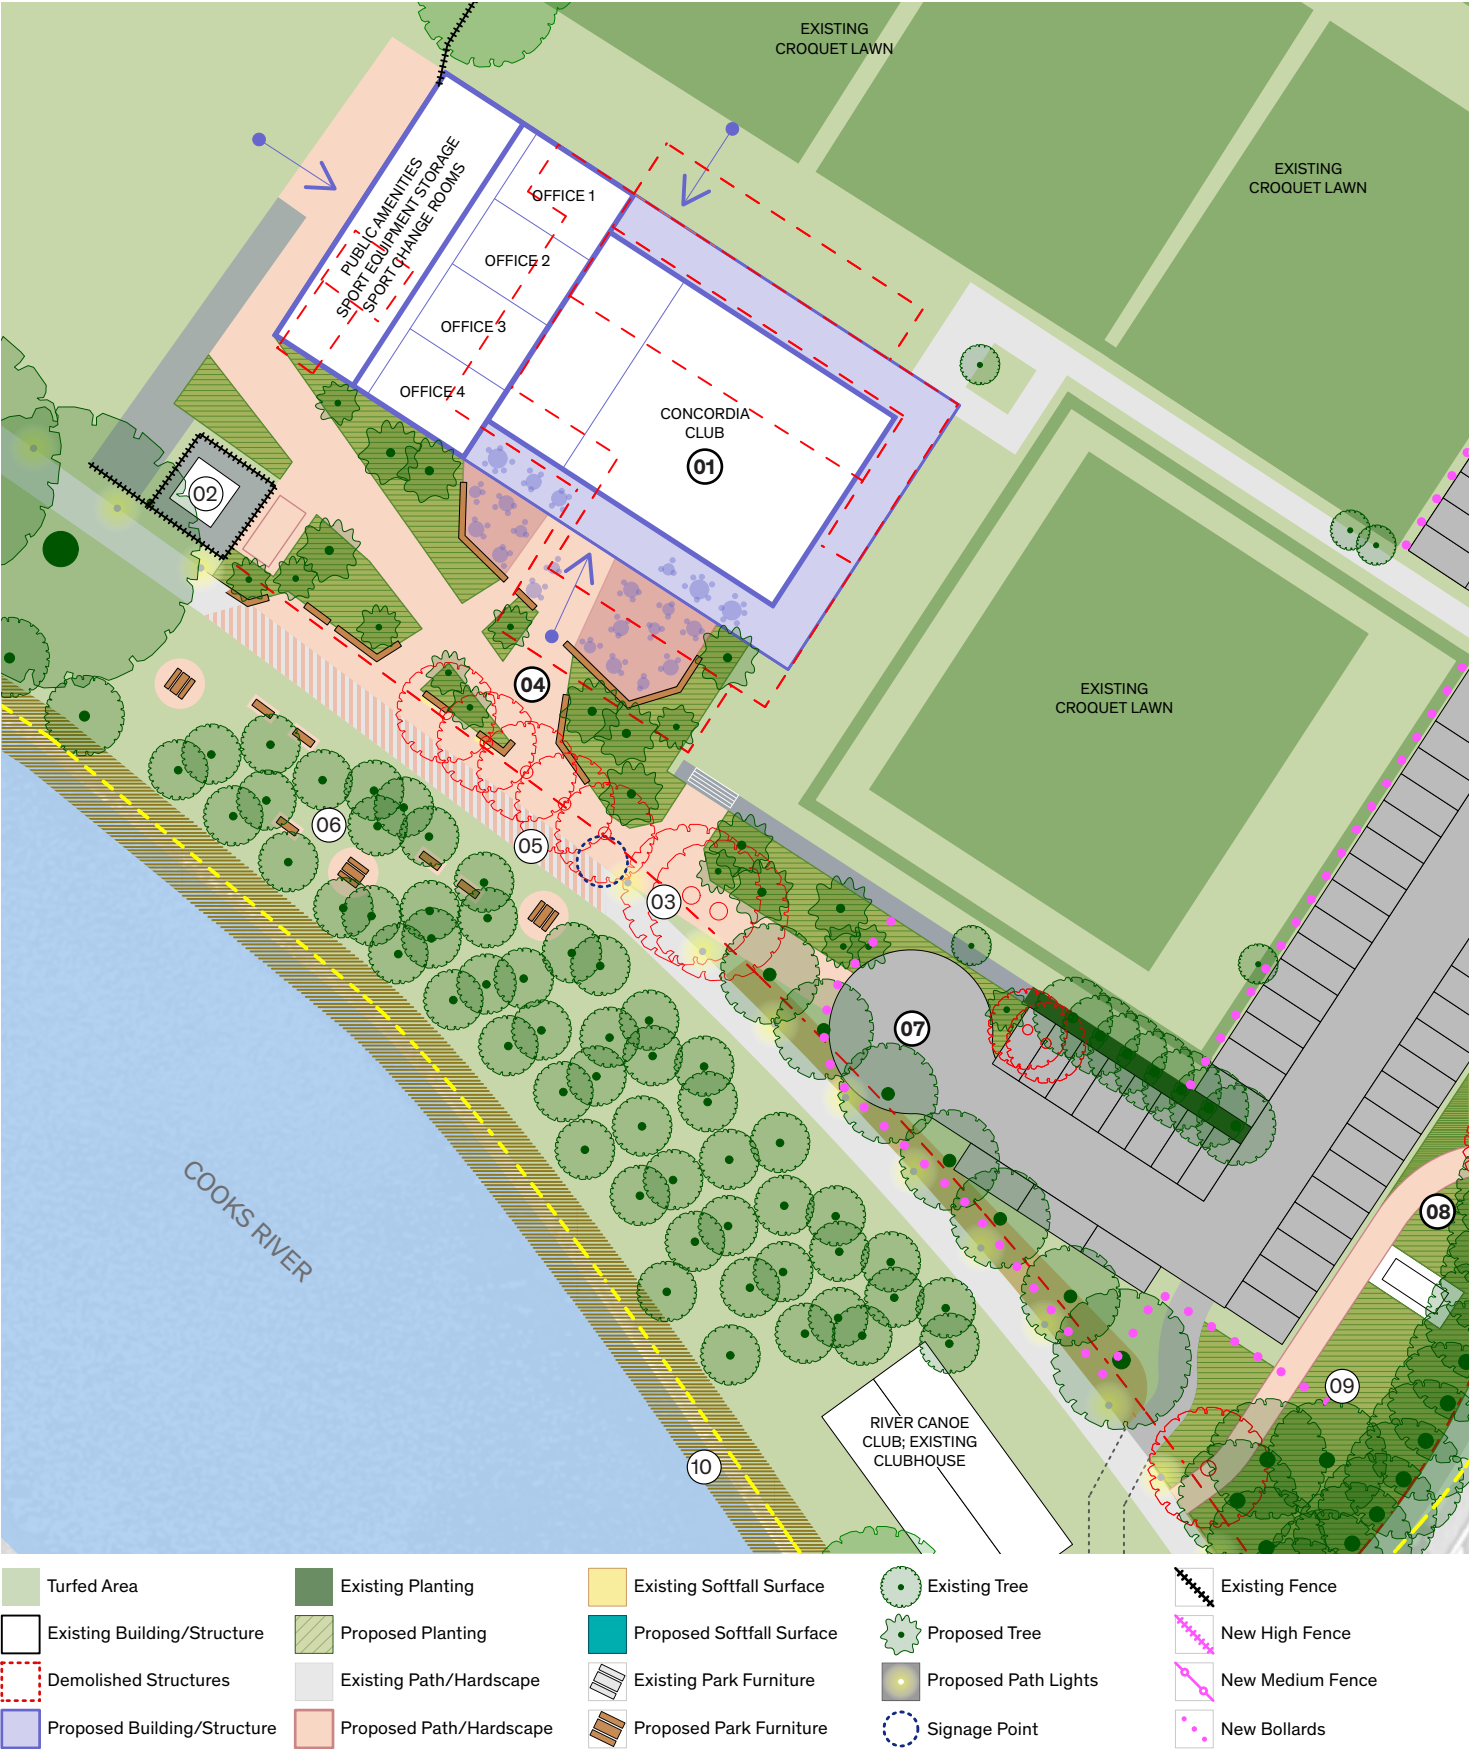 EXISTING
CROQUET LAWN
EXISTING
CROQUET LAWN
PUBLIC AMENITIES
SPORT EQUIPMENT STORAGE
SPORT CHANGE ROOMS
OFFICE 1
OFFICE 2
OFFICE 3
OFFICE 4
CONCORDIA
CLUB
01
02
EXISTING
CROQUET LAWN
04
06
05
03
07
COOKS RIVER
08
09
RIVER CANOE
CLUB; EXISTING
CLUBHOUSE
10
Turfed Area
Existing Building/Structure
Demolished Structures
Proposed Building/Structure
Existing Planting
Proposed Planting
Existing Path/Hardscape
Proposed Path/Hardscape
Existing Softfall Surface
Proposed Softfall Surface
Existing Park Furniture
Proposed Park Furniture
Existing Tree
Proposed Tree
Proposed Path Lights
Signage Point
Existing Fence
New High Fence
New Medium Fence
New Bollards